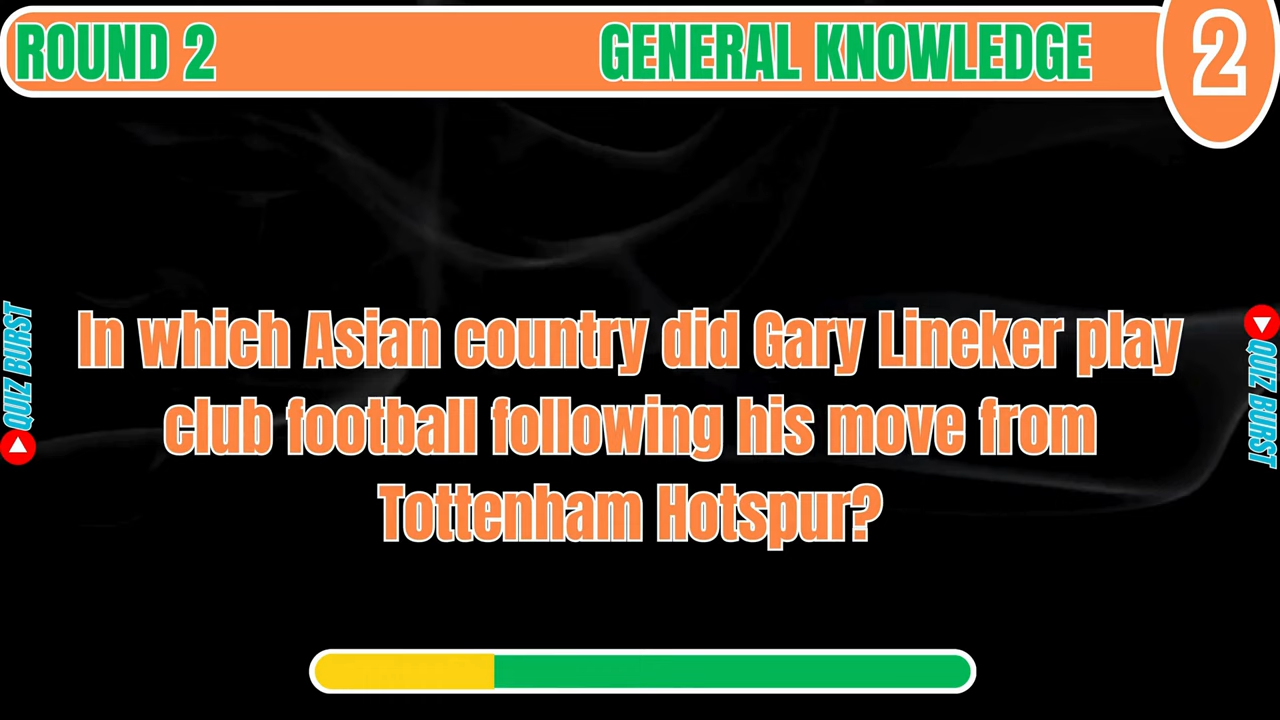 ROUND 2
GENERAL KNOWLEDGE
2
In which Asian country did Gary Lineker play
club football following his move from
Tottenham Hotspur?
QUIZ BURST
QUIZ BURST